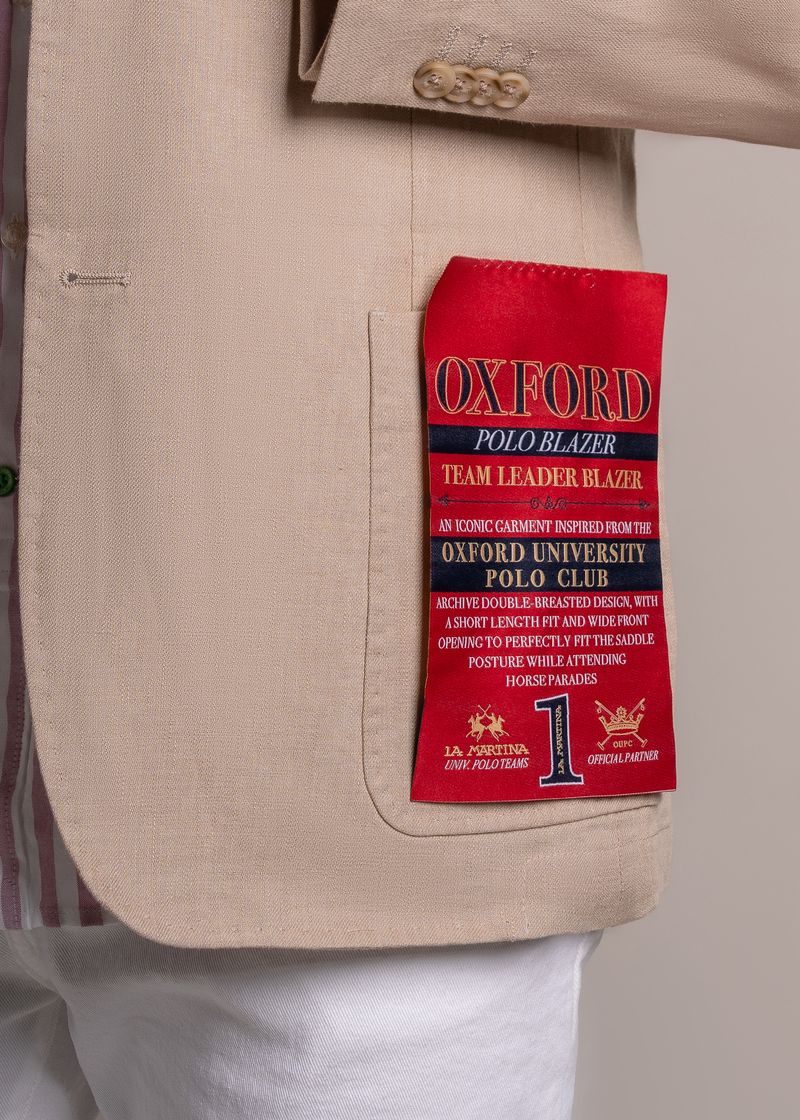 OXFORD
POLO BLAZER
TEAM LEADER BLAZER
AN ICONIC GARMENT INSPIRED FROM THE
OXFORD UNIVERSITY
POLO CLUB
ARCHIVE DOUBLE-BREASTED DESIGN, WITH
A SHORT LENGTH FIT AND WIDE FRONT
OPENING TO PERFECTLY FIT THE SADDLE
POSTURE WHILE ATTENDING
HORSE PARADES
LA MARTINA
UNIV. POLO TEAMS
1
LA MARTINA
OUPC
OFFICIAL PARTNER